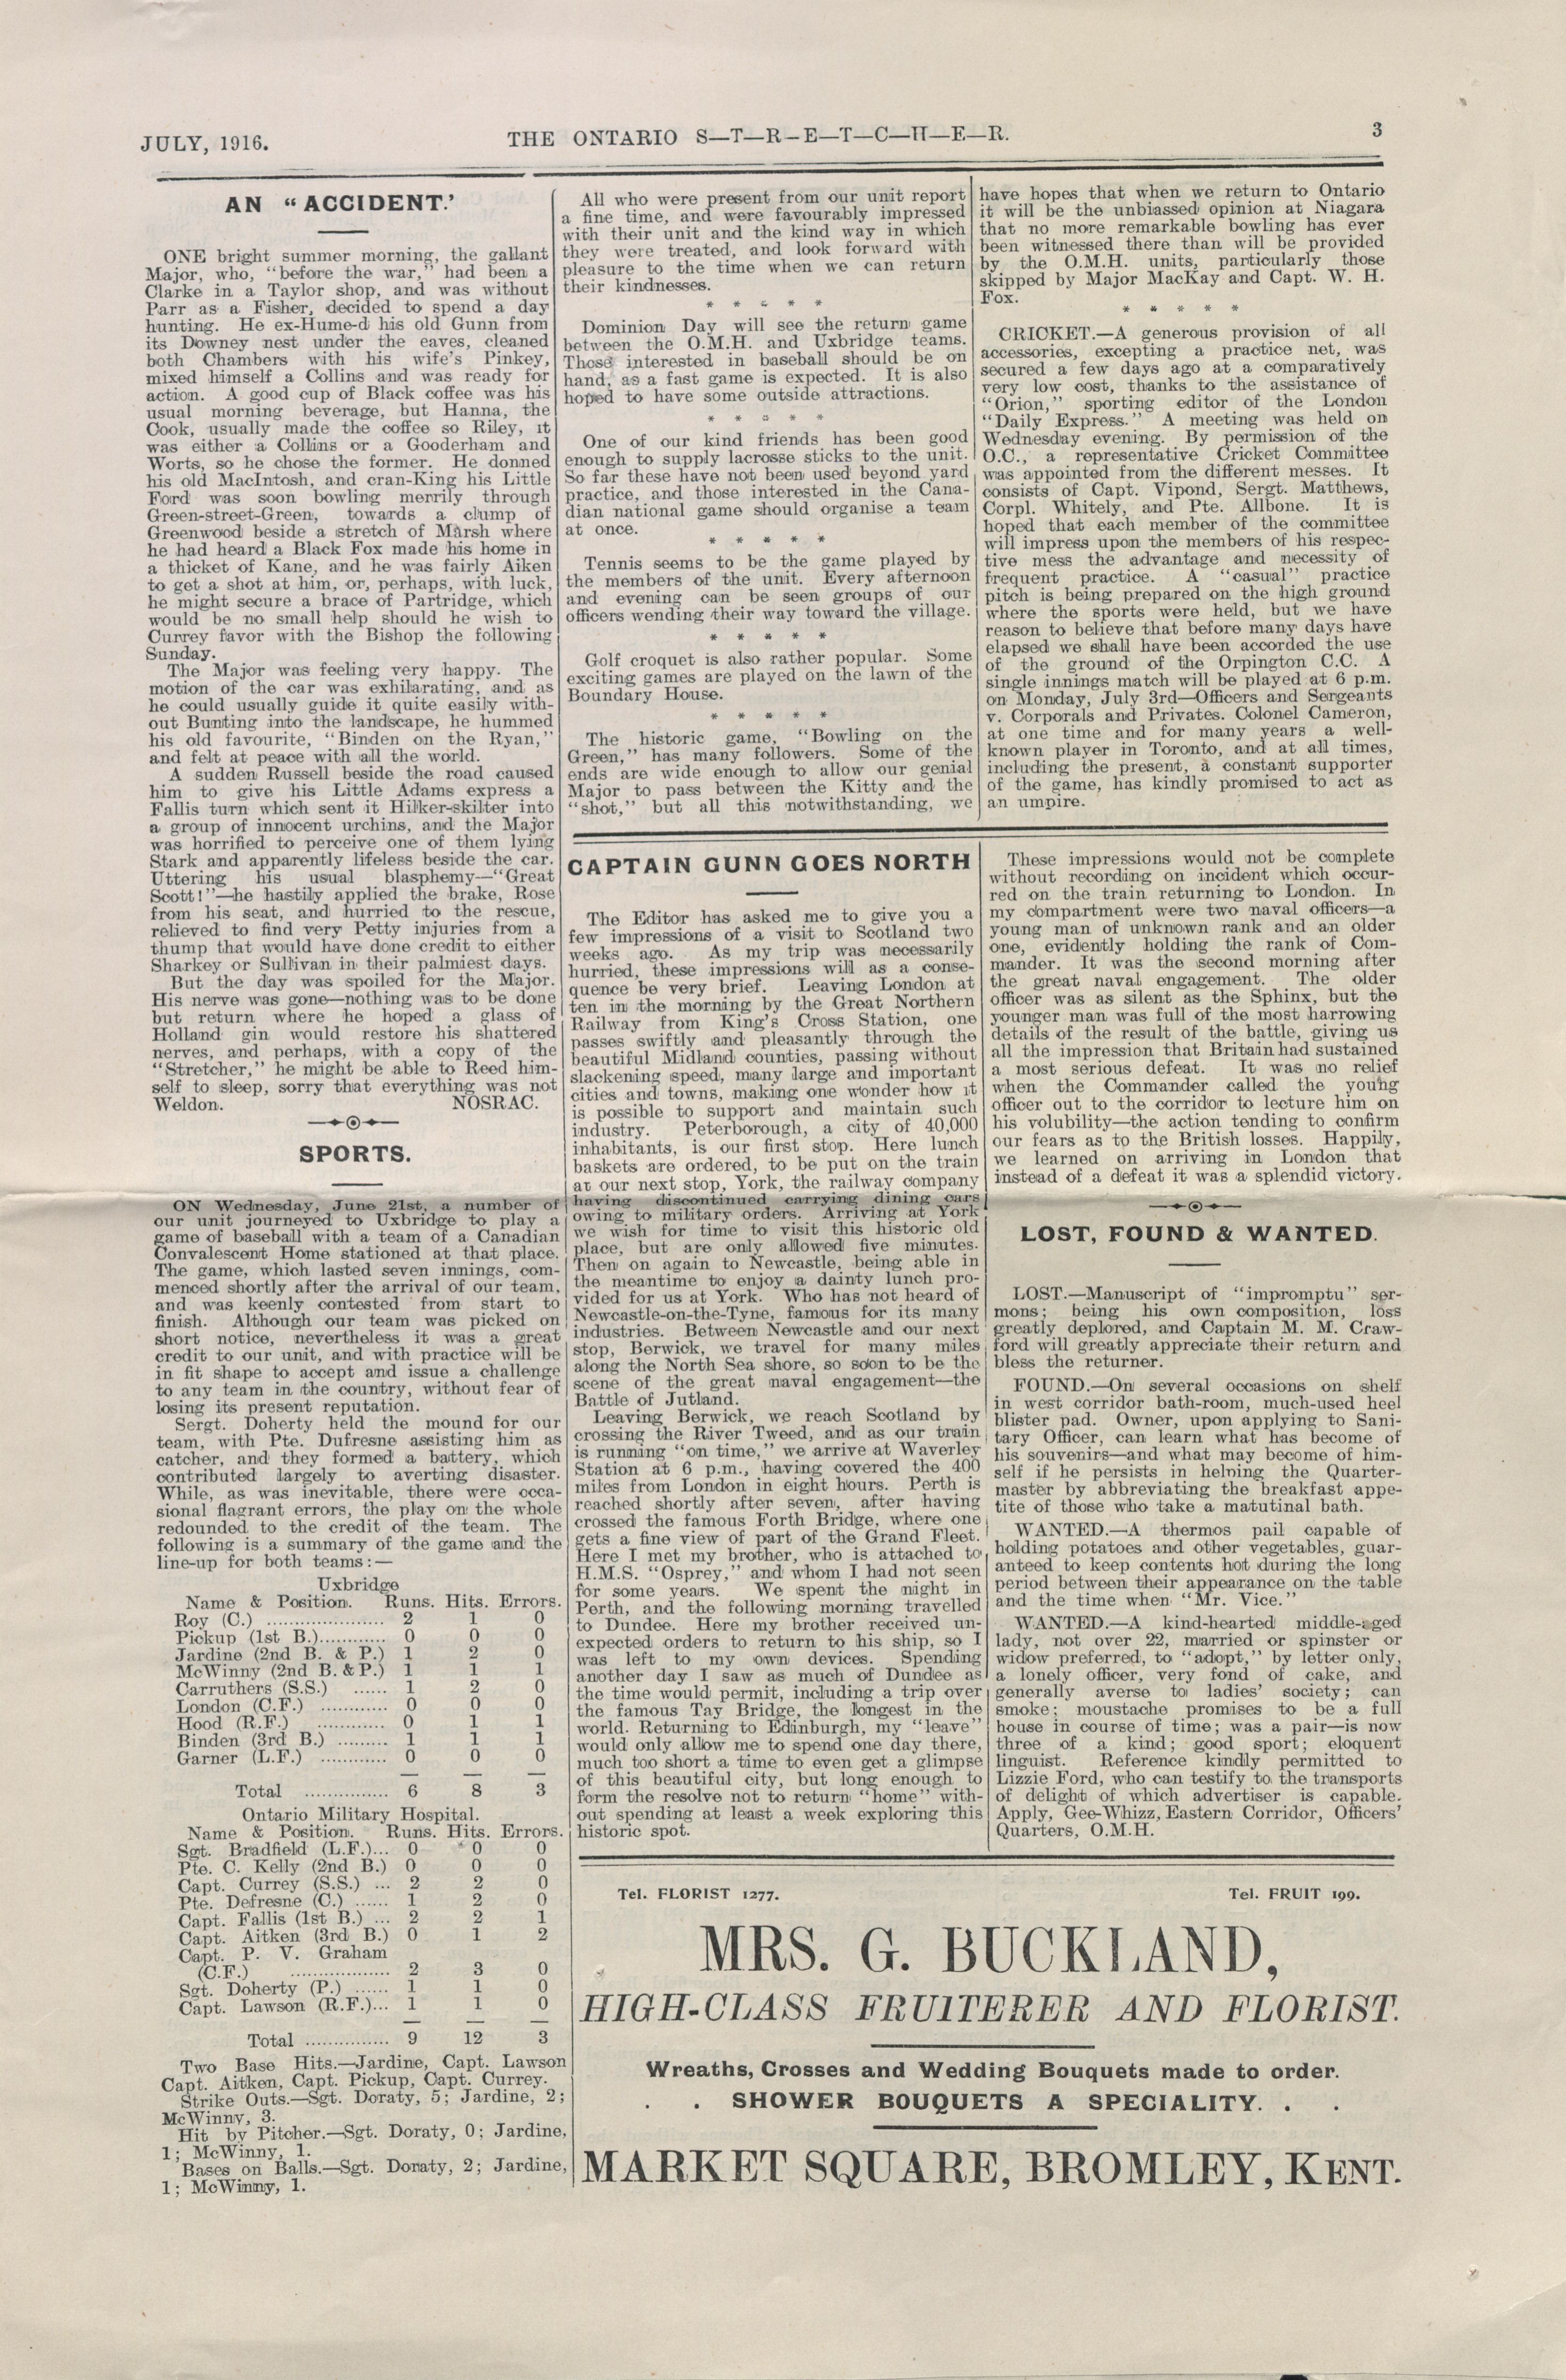 JULY, 1916.
THE ONTARIO S—T—R—E—T—C—H—E—R.
3
AN “ACCIDENT.’
ONE bright summer morning, the gallant
Major, who, “before the war,” had been a
Clarke in a Taylor shop, and was without
Parr as a Fisher, decided to spend a day
hunting. He ex-Hume-d his old Gunn from
its Downey nest under the eaves, cleaned
both Chambers with his wife’s Pinkey,
mixed himself a Collins and was ready for
action. A good cup of Black coffee was his
usual morning beverage, but Hanna, the
Cook, usually made the coffee so Riley, it
was either a Collins or a Gooderham and
Worts, so he chose the former. He donned
his old MacIntosh, and cran-King his Little
Ford was soon bowling merrily through
Green-street-Green, towards a clump of
Greenwood beside a stretch of Marsh where
he had heard a Black Fox made his home in
a thicket of Kane, and he was fairly Aiken
to get a shot at him, or, perhaps, with luck,
he might secure a brace of Partridge, which
would be no small help should he wish to
Currey favor with the Bishop the following
Sunday.
The Major was feeling very happy. The
motion of the car was exhilarating, and as
he could usually guide it quite easily with-
out Bunting into the landscape, he hummed
his old favourite, “Binden on the Ryan,”
and felt at peace with all the world.
A sudden Russell beside the road caused
him to give his Little Adams express a
Fallis turn which sent it Hilker-skilter into
a group of innocent urchins, and the Major
was horrified to perceive one of them lying
Stark and apparently lifeless beside the car.
Uttering his usual blasphemy—“Great
Scott!”—he hastily applied the brake, Rose
from his seat, and hurried to the rescue,
relieved to find very Petty injuries from a
thump that would have done credit to either
Sharkey or Sullivan in their palmiest days.
But the day was spoiled for the Major.
His nerve was gone—nothing was to be done
but return where he hoped a glass of
Holland gin would restore his shattered
nerves, and perhaps, with a copy of the
“Stretcher,” he might be able to Reed him-
self to sleep, sorry that everything was not
Weldon. NOSRAC.
SPORTS.
ON Wednesday, June 21st, a number of
our unit journeyed to Uxbridge to play a
game of baseball with a team of a Canadian
Convalescent Home stationed at that place.
The game, which lasted seven innings, com-
menced shortly after the arrival of our team,
and was keenly contested from start to
finish. Although our team was picked on
short notice, nevertheless it was a great
credit to our unit, and with practice will be
in fit shape to accept and issue a challenge
to any team in the country, without fear of
losing its present reputation.
Sergt. Doherty held the mound for our
team, with Pte. Dufresne assisting him as
catcher, and they formed a battery, which
contributed largely to averting disaster.
While, as was inevitable, there were occa-
sional flagrant errors, the play on the whole
redounded to the credit of the team. The
following is a summary of the game and the
line-up for both teams:—
Uxbridge
Name & Position. Runs. Hits. Errors.
Roy (C.) ..................... 2 1 0
Pickup (1st B.)............ 0 0 0
Jardine (2nd B. & P.) 1 2 0
McWinny (2nd B. & P.) 1 1 1
Carruthers (S.S.) ...... 1 2 0
London (C.F.) ............ 0 0 0
Hood (R.F.) ............ 0 1 1
Binden (3rd B.) ......... 1 1 1
Garner (L.F.) ............ 0 0 0
Total ............... 6 8 3
Ontario Military Hospital.
Name & Position. Runs. Hits. Errors.
Sgt. Bradfield (L.F.)... 0 0 0
Pte. C. Kelly (2nd B.) 0 0 0
Capt. Currey (S.S.) ... 2 2 0
Pte. Defresne (C.) ...... 1 2 0
Capt. Fallis (1st B.) ... 2 2 1
Capt. Aitken (3rd B.) 0 1 2
Capt. P. V. Graham
(C.F.) .................. 2 3 0
Sgt. Doherty (P.) ...... 1 1 0
Capt. Lawson (R.F.)... 1 1 0
Total ............... 9 12 3
Two Base Hits.—Jardine, Capt. Lawson
Capt. Aitken, Capt. Pickup, Capt. Currey.
Strike Outs.—Sgt. Doraty, 5; Jardine, 2;
McWinny, 3.
Hit by Pitcher.—Sgt. Doraty, 0; Jardine,
1; McWinny, 1.
Bases on Balls.—Sgt. Doraty, 2; Jardine,
1; McWinny, 1.
All who were present from our unit report
a fine time, and were favourably impressed
with their unit and the kind way in which
they were treated, and look forward with
pleasure to the time when we can return
their kindnesses.
* * * * *
Dominion Day will see the return game
between the O.M.H. and Uxbridge teams.
Those interested in baseball should be on
hand, as a fast game is expected. It is also
hoped to have some outside attractions.
* * * * *
One of our kind friends has been good
enough to supply lacrosse sticks to the unit.
So far these have not been used beyond yard
practice, and those interested in the Cana-
dian national game should organise a team
at once.
* * * * *
Tennis seems to be the game played by
the members of the unit. Every afternoon
and evening can be seen groups of our
officers wending their way toward the village.
* * * * *
Golf croquet is also rather popular. Some
exciting games are played on the lawn of the
Boundary House.
* * * * *
The historic game, “Bowling on the
Green,” has many followers. Some of the
ends are wide enough to allow our genial
Major to pass between the Kitty and the
“shot,” but all this notwithstanding, we
have hopes that when we return to Ontario
it will be the unbiassed opinion at Niagara
that no more remarkable bowling has ever
been witnessed there than will be provided
by the O.M.H. units, particularly those
skipped by Major MacKay and Capt. W. H.
Fox.
* * * * *
CRICKET.—A generous provision of all
accessories, excepting a practice net, was
secured a few days ago at a comparatively
very low cost, thanks to the assistance of
“Orion,” sporting editor of the London
“Daily Express.” A meeting was held on
Wednesday evening. By permission of the
O.C., a representative Cricket Committee
was appointed from the different messes. It
consists of Capt. Vipond, Sergt. Matthews,
Corpl. Whitely, and Pte. Allbone. It is
hoped that each member of the committee
will impress upon the members of his respec-
tive mess the advantage and necessity of
frequent practice. A “casual” practice
pitch is being prepared on the high ground
where the sports were held, but we have
reason to believe that before many days have
elapsed we shall have been accorded the use
of the ground of the Orpington C.C. A
single innings match will be played at 6 p.m.
on Monday, July 3rd—Officers and Sergeants
v. Corporals and Privates. Colonel Cameron,
at one time and for many years a well-
known player in Toronto, and at all times,
including the present, a constant supporter
of the game, has kindly promised to act as
an umpire.
CAPTAIN GUNN GOES NORTH
The Editor has asked me to give you a
few impressions of a visit to Scotland two
weeks ago. As my trip was necessarily
hurried, these impressions will as a conse-
quence be very brief. Leaving London at
ten in the morning by the Great Northern
Railway from King’s Cross Station, one
passes swiftly and pleasantly through the
beautiful Midland counties, passing without
slackening speed, many large and important
cities and towns, making one wonder how it
is possible to support and maintain such
industry. Peterborough, a city of 40,000
inhabitants, is our first stop. Here lunch
baskets are ordered, to be put on the train
at our next stop, York, the railway company
having discontinued carrying dining cars
owing to military orders. Arriving at York
we wish for time to visit this historic old
place, but are only allowed five minutes.
Then on again to Newcastle, being able in
the meantime to enjoy a dainty lunch pro-
vided for us at York. Who has not heard of
Newcastle-on-the-Tyne, famous for its many
industries. Between Newcastle and our next
stop, Berwick, we travel for many miles
along the North Sea shore, so soon to be the
scene of the great naval engagement—the
Battle of Jutland.
Leaving Berwick, we reach Scotland by
crossing the River Tweed, and as our train
is running “on time,” we arrive at Waverley
Station at 6 p.m., having covered the 400
miles from London in eight hours. Perth is
reached shortly after seven, after having
crossed the famous Forth Bridge, where one
gets a fine view of part of the Grand Fleet.
Here I met my brother, who is attached to
H.M.S. “Osprey,” and whom I had not seen
for some years. We spent the night in
Perth, and the following morning travelled
to Dundee. Here my brother received un-
expected orders to return to his ship, so I
was left to my own devices. Spending
another day I saw as much of Dundee as
the time would permit, including a trip over
the famous Tay Bridge, the longest in the
world. Returning to Edinburgh, my “leave”
would only allow me to spend one day there,
much too short a time to even get a glimpse
of this beautiful city, but long enough to
form the resolve not to return “home” with-
out spending at least a week exploring this
historic spot.
These impressions would not be complete
without recording on incident which occur-
red on the train returning to London. In
my compartment were two naval officers—a
young man of unknown rank and an older
one, evidently holding the rank of Com-
mander. It was the second morning after
the great naval engagement. The older
officer was as silent as the Sphinx, but the
younger man was full of the most harrowing
details of the result of the battle, giving us
all the impression that Britain had sustained
a most serious defeat. It was no relief
when the Commander called the young
officer out to the corridor to lecture him on
his volubility—the action tending to confirm
our fears as to the British losses. Happily,
we learned on arriving in London that
instead of a defeat it was a splendid victory.
LOST, FOUND & WANTED.
LOST.—Manuscript of “impromptu” ser-
mons; being his own composition, loss
greatly deplored, and Captain M. M. Craw-
ford will greatly appreciate their return and
bless the returner.
FOUND.—On several occasions on shelf
in west corridor bath-room, much-used heel
blister pad. Owner, upon applying to Sani-
tary Officer, can learn what has become of
his souvenirs—and what may become of him-
self if he persists in helping the Quarter-
master by abbreviating the breakfast appe-
tite of those who take a matutinal bath.
WANTED.—A thermos pail capable of
holding potatoes and other vegetables, guar-
anteed to keep contents hot during the long
period between their appearance on the table
and the time when “Mr. Vice.”
WANTED.—A kind-hearted middle-aged
lady, not over 22, married or spinster or
widow preferred, to “adopt,” by letter only,
a lonely officer, very fond of cake, and
generally averse to ladies’ society; can
smoke; moustache promises to be a full
house in course of time; was a pair—is now
three of a kind; good sport; eloquent
linguist. Reference kindly permitted to
Lizzie Ford, who can testify to the transports
of delight of which advertiser is capable.
Apply, Gee-Whizz, Eastern Corridor, Officers’
Quarters, O.M.H.
Tel. FLORIST 1277. Tel. FRUIT 199.
MRS. G. BUCKLAND,
HIGH-CLASS FRUITERER AND FLORIST.
Wreaths, Crosses and Wedding Bouquets made to order.
. . SHOWER BOUQUETS A SPECIALITY. . .
MARKET SQUARE, BROMLEY, KENT.